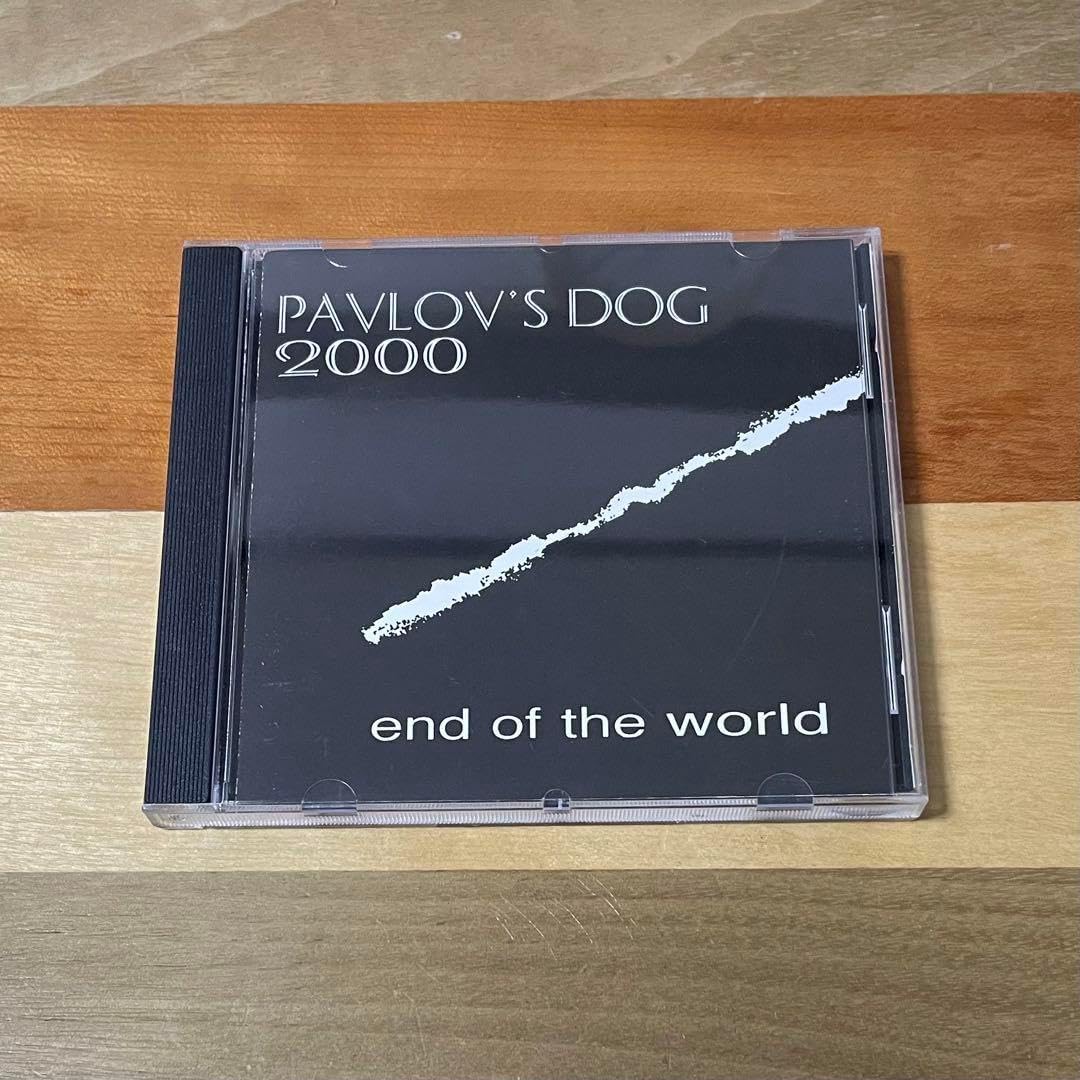 PAVLOV'S DOG
2000
end of the world